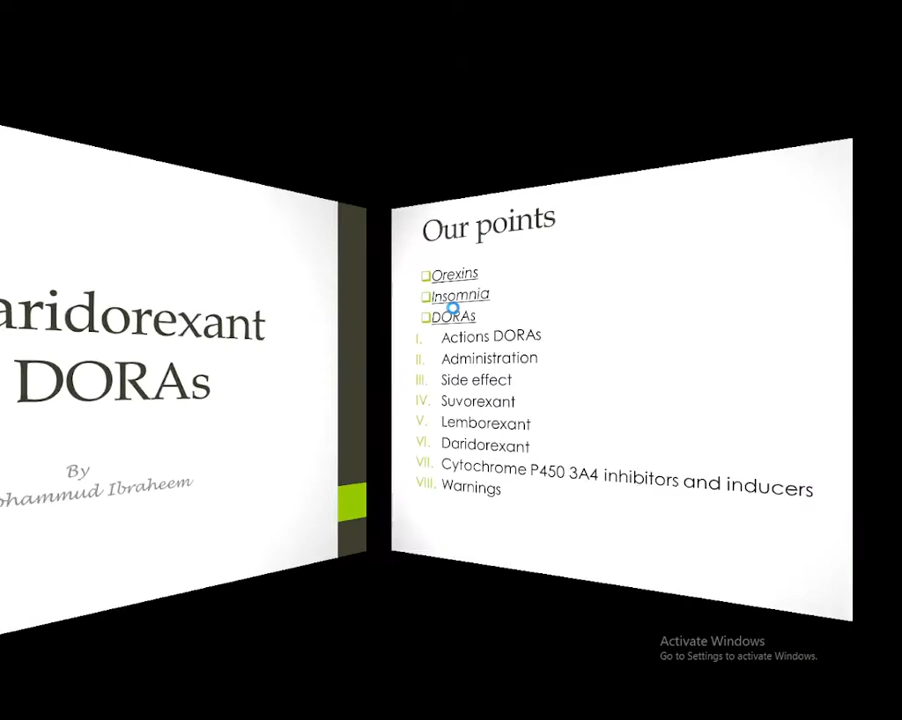 aridorexant
DORAs
By
ohammud Ibraheem
Our points
Orexins
Insomnia
DORAs
I. Actions DORAs
II. Administration
III. Side effect
IV. Suvorexant
V. Lemborexant
VI. Daridorexant
VII. Cytochrome P450 3A4 inhibitors and inducers
VIII. Warnings
Activate Windows
Go to Settings to activate Windows.